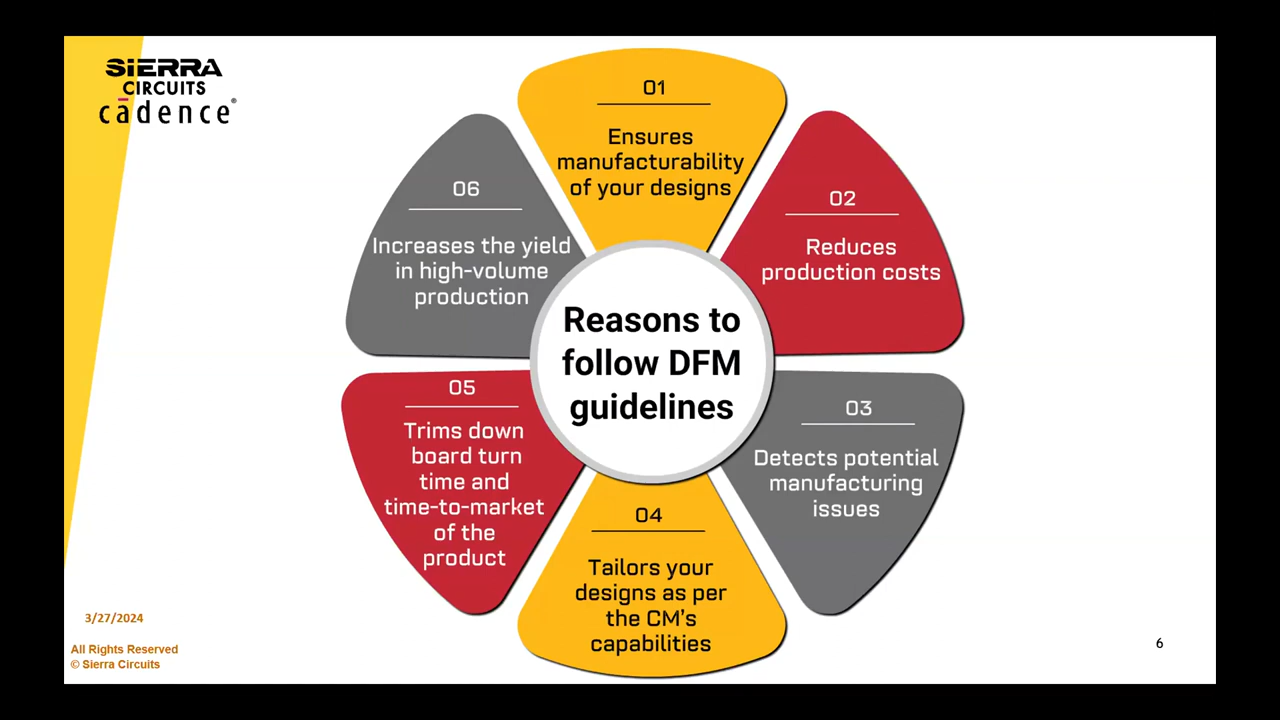 SIERRA
CIRCUITS
cādence®
01
Ensures
manufacturability
of your designs
02
Reduces
production costs
03
Detects potential
manufacturing
issues
04
Tailors your
designs as per
the CM's
capabilities
05
Trims down
board turn
time and
time-to-market
of the
product
06
Increases the yield
in high-volume
production
Reasons to
follow DFM
guidelines
3/27/2024
All Rights Reserved
© Sierra Circuits
6